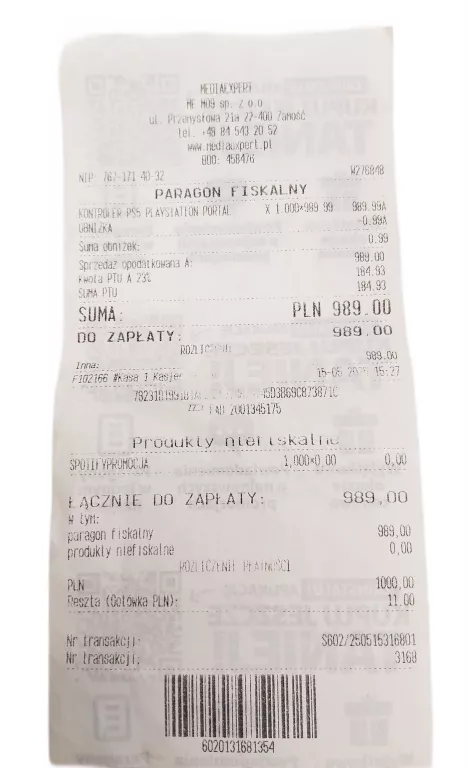 MEDIAEXPERT
ME M09 sp. z o.o
ul. Przemysłowa 21a 22-400 Zamość
tel. +48 84 543 20 52
www.mediaexpert.pl
BDO: 458476
NIP 767-171 40-32 W276848
PARAGON FISKALNY
KONTROLER PS5 PLAYSTATION PORTAL X 1.000×989 99 989.99A
OBNIŻKA -0.99A
Suma obniżek: 0.99
Sprzedaż opodatkowana A: 989.00
Kwota PTU A 23% 184.93
SUMA PTU 184.93
SUMA: PLN 989.00
DO ZAPŁATY: 989.00
ROZLICZENIE
Inna: 989.00
F102166 #Kasa 1 Kasjer 15:27
EAD 2001345175
Produkty niefiskalne
SPOTIFYPROMOCJA 1,000×0,00 0,00
ŁĄCZNIE DO ZAPŁATY: 989,00
W tym:
paragon fiskalny 989,00
produkty niefiskalne 0,00
ROZLICZENIE PŁATNOŚCI
PLN 1000,00
Reszta (Gotówka PLN): 11.00
Nr transakcji: S602/250515316801
Nr transakcji: 3168
6020131681354